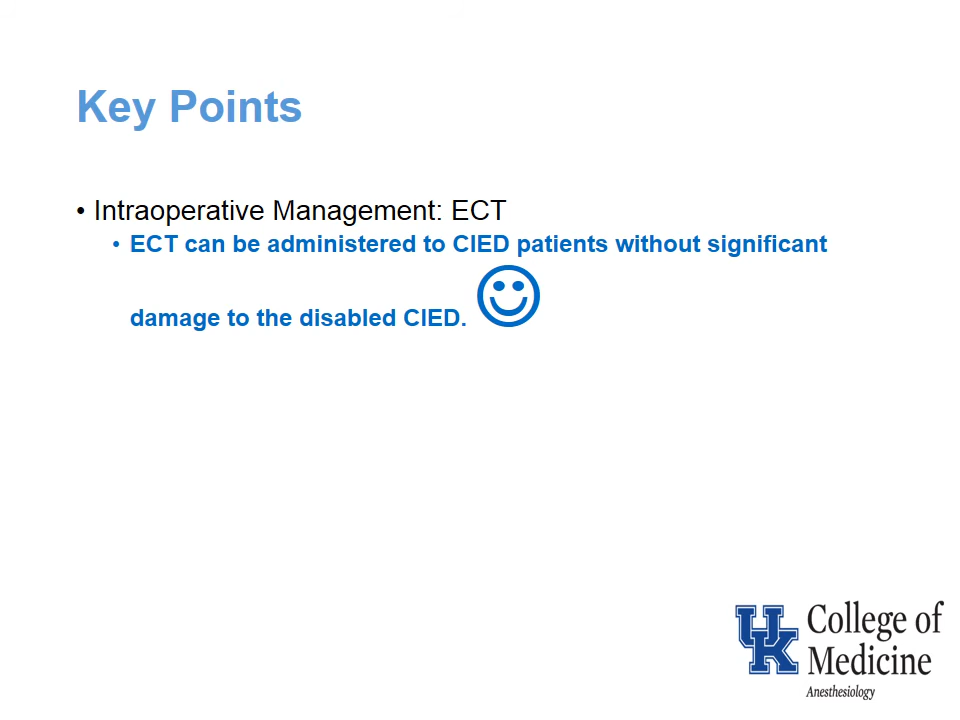 Key Points
• Intraoperative Management: ECT
• ECT can be administered to CIED patients without significant
damage to the disabled CIED.
UK
College of
Medicine
Anesthesiology